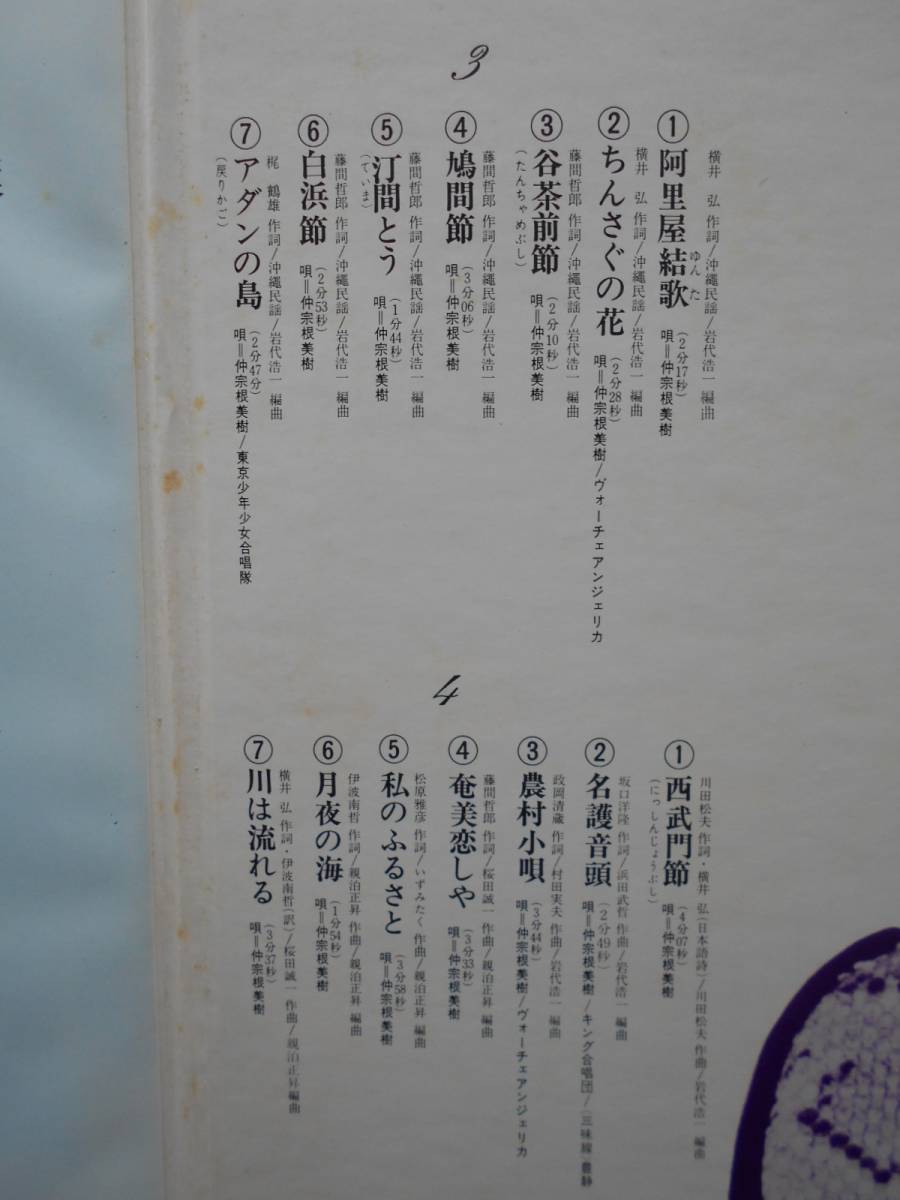 3
横井 弘 作詞/沖縄民謡/岩代浩一 編曲
①阿里屋結歌
ゆんた
(2分17秒)
唄＝仲宗根美樹
横井 弘 作詞/沖縄民謡/岩代浩一 編曲
②ちんさぐの花
(2分28秒)
唄＝仲宗根美樹/ヴォーチェアンジェリカ
藤間哲郎 作詞/沖縄民謡/岩代浩一 編曲
③谷茶前節
(たんちゃめぶし)
(2分10秒)
唄＝仲宗根美樹
藤間哲郎 作詞/沖縄民謡/岩代浩一 編曲
④鳩間節
(3分06秒)
唄＝仲宗根美樹
藤間哲郎 作詞/沖縄民謡/岩代浩一 編曲
⑤汀間とう
(ていま)
(1分44秒)
唄＝仲宗根美樹
藤間哲郎 作詞/沖縄民謡/岩代浩一 編曲
⑥白浜節
(2分53秒)
唄＝仲宗根美樹
梶 鶴雄 作詞/沖縄民謡/岩代浩一 編曲
⑦アダンの島
(戻りかご)
(2分47分)
唄＝仲宗根美樹/東京少年少女合唱隊
4
川田松夫 作詞・横井 弘(日本語詩)/川田松夫 作曲/岩代浩一 編曲
①西武門節
(にっしんじょうぶし)
(4分07秒)
唄＝仲宗根美樹
坂口洋隆 作詞/浜田武哲 作曲/岩代浩一 編曲
②名護音頭
(2分49秒)
唄＝仲宗根美樹/キング合唱団/(三味線・豊静
政岡清蔵 作詞/村田実夫 作曲/岩代浩一 編曲
③農村小唄
(3分44秒)
唄＝仲宗根美樹/ヴォーチェアンジェリカ
藤間哲郎 作詞/桜田誠一 作曲/親泊正昇 編曲
④奄美恋しや
(3分33秒)
唄＝仲宗根美樹
松原雅彦 作詞/いずみたく 作曲/親泊正昇 編曲
⑤私のふるさと
(3分58秒)
唄＝仲宗根美樹
伊波南哲 作詞/親泊正昇 作曲/親泊正昇 編曲
⑥月夜の海
(1分54秒)
唄＝仲宗根美樹
横井 弘 作詞・伊波南哲(訳)/桜田誠一 作曲/親泊正昇編曲
⑦川は流れる
(3分37秒)
唄＝仲宗根美樹